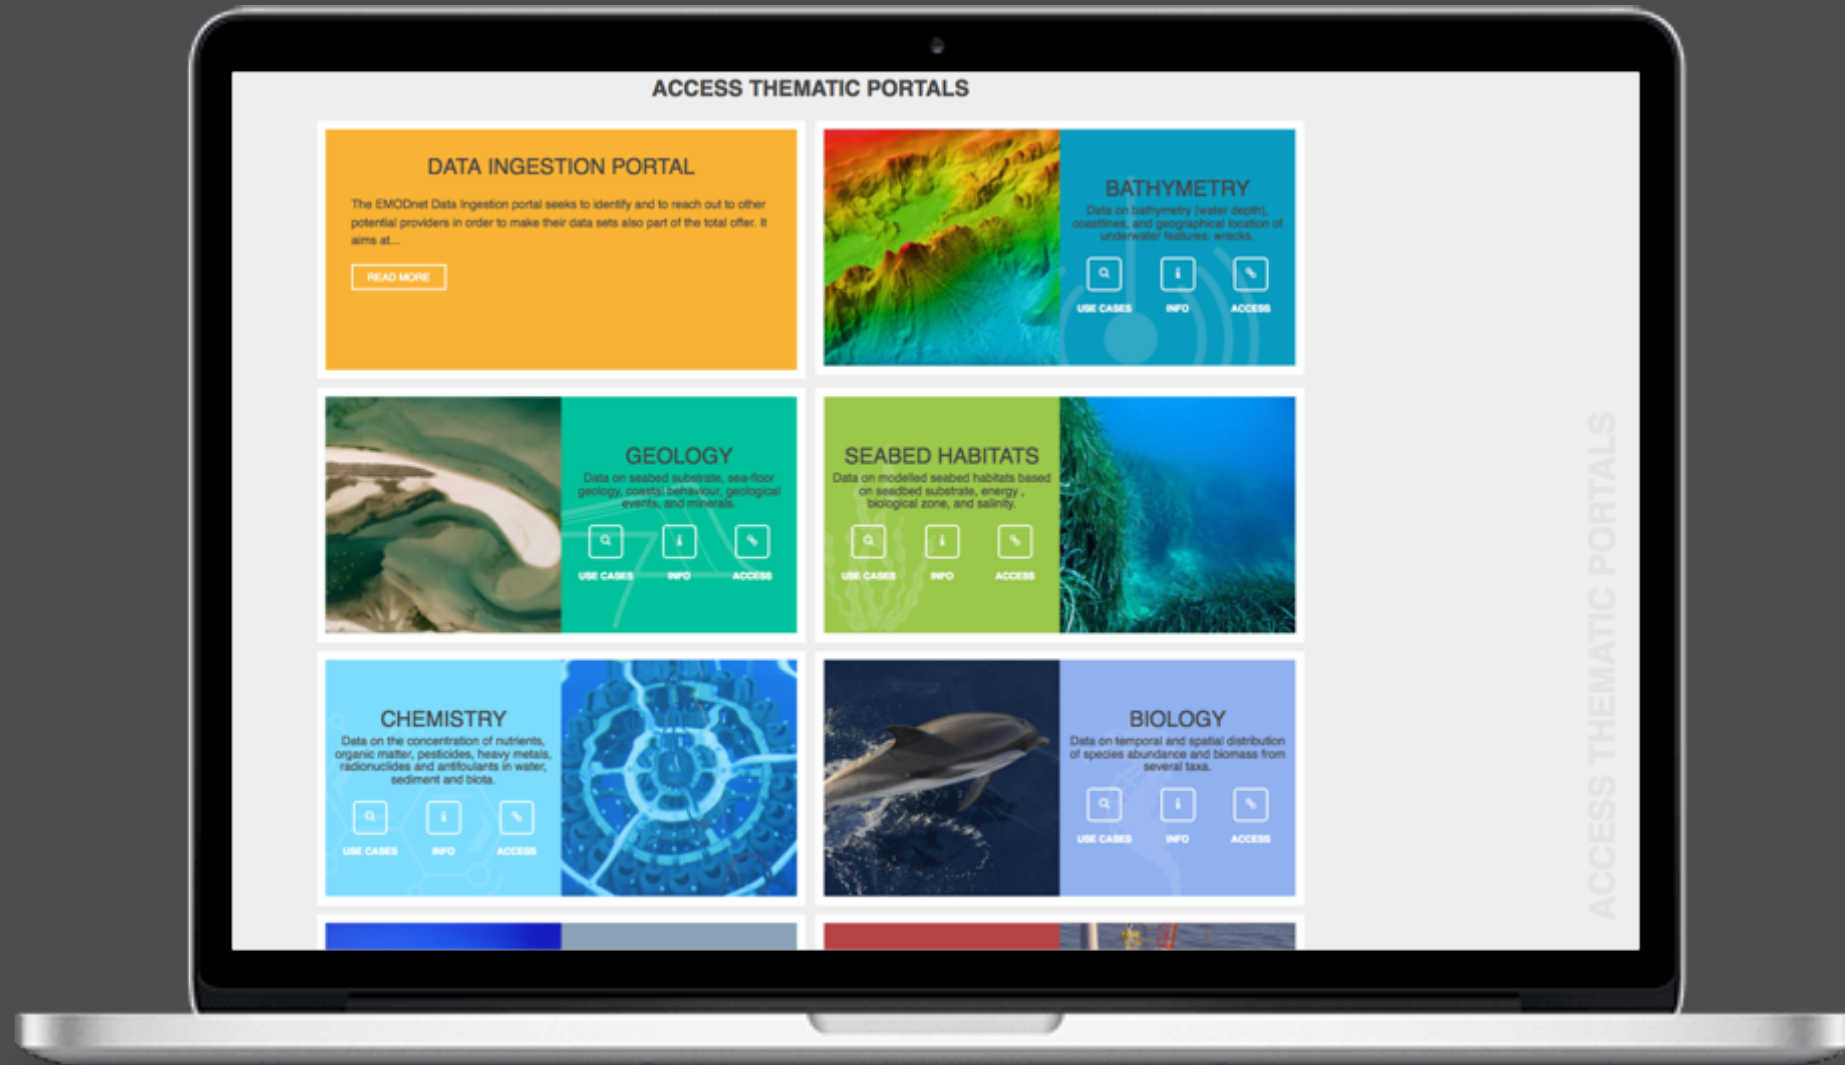 ACCESS THEMATIC PORTALS
DATA INGESTION PORTAL
The EMODnet Data Ingestion portal seeks to identify and to reach out to other
potential providers in order to make their data sets also part of the total offer. It
aims at...
READ MORE
BATHYMETRY
Data on bathymetry (water depth),
coastlines, and geographical location of
underwater features: wrecks.
USE CASES INFO ACCESS
GEOLOGY
Data on seabed substrate, sea-floor
geology, coastal behaviour, geological
events, and minerals.
USE CASES INFO ACCESS
SEABED HABITATS
Data on modelled seabed habitats based
on seadbed substrate, energy ,
biological zone, and salinity.
USE CASES INFO ACCESS
CHEMISTRY
Data on the concentration of nutrients,
organic matter, pesticides, heavy metals,
radionuclides and antifoulants in water,
sediment and biota.
USE CASES INFO ACCESS
BIOLOGY
Data on temporal and spatial distribution
of species abundance and biomass from
several taxa.
USE CASES INFO ACCESS
ACCESS THEMATIC PORTALS